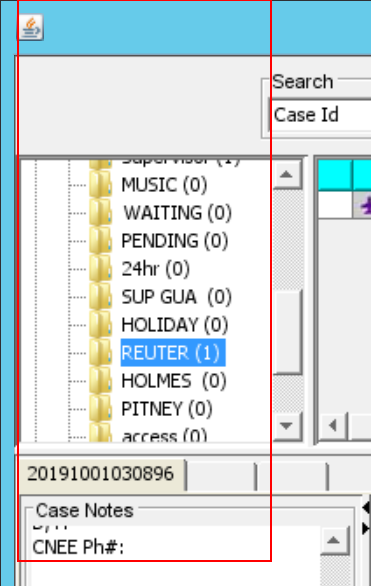 Search
Case Id
Supervisor (1)
MUSIC (0)
WAITING (0)
PENDING (0)
24hr (0)
SUP GUA (0)
HOLIDAY (0)
REUTER (1)
HOLMES (0)
PITNEY (0)
access (0)
20191001030896
Case Notes
CNEE Ph#: